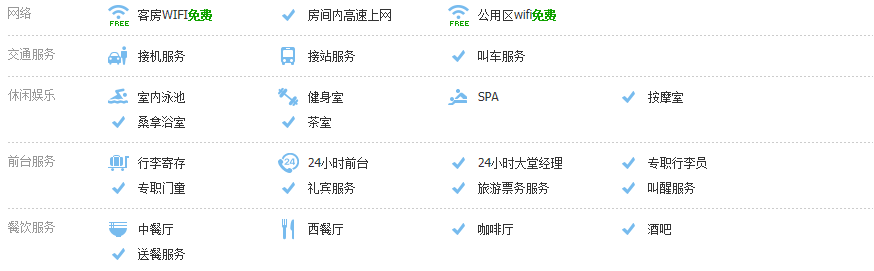 网络 FREE 客房WIFI免费 房间内高速上网 FREE 公用区wifi免费
交通服务 接机服务 接站服务 叫车服务
休闲娱乐 室内泳池 健身室 SPA 按摩室
桑拿浴室 茶室
前台服务 行李寄存 24 24小时前台 24小时大堂经理 专职行李员
专职门童 礼宾服务 旅游票务服务 叫醒服务
餐饮服务 中餐厅 西餐厅 咖啡厅 酒吧
送餐服务